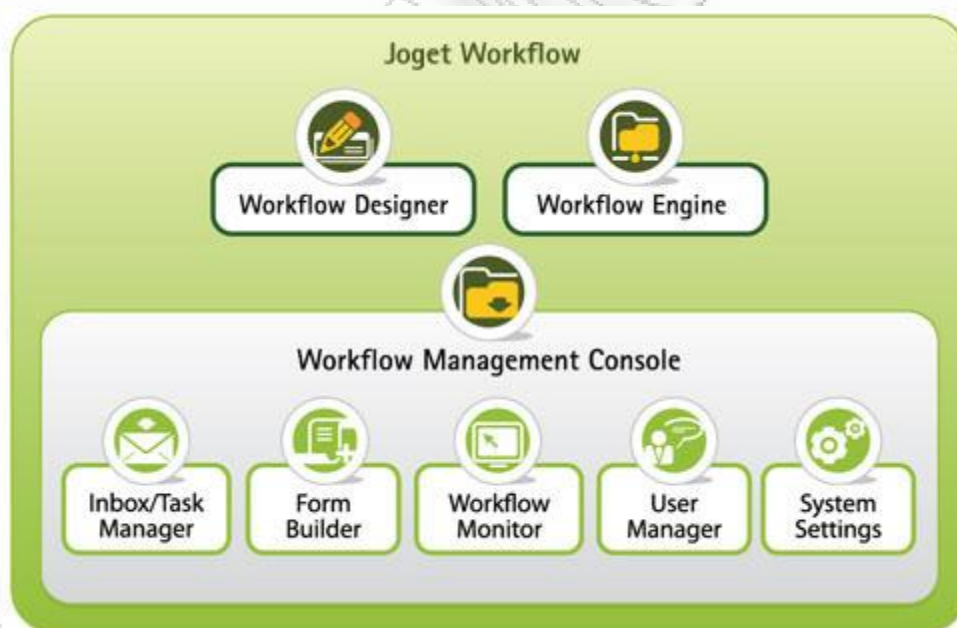 Joget Workflow
Workflow Designer
Workflow Engine
Workflow Management Console
Inbox/Task
Manager
Form
Builder
Workflow
Monitor
User
Manager
System
Settings